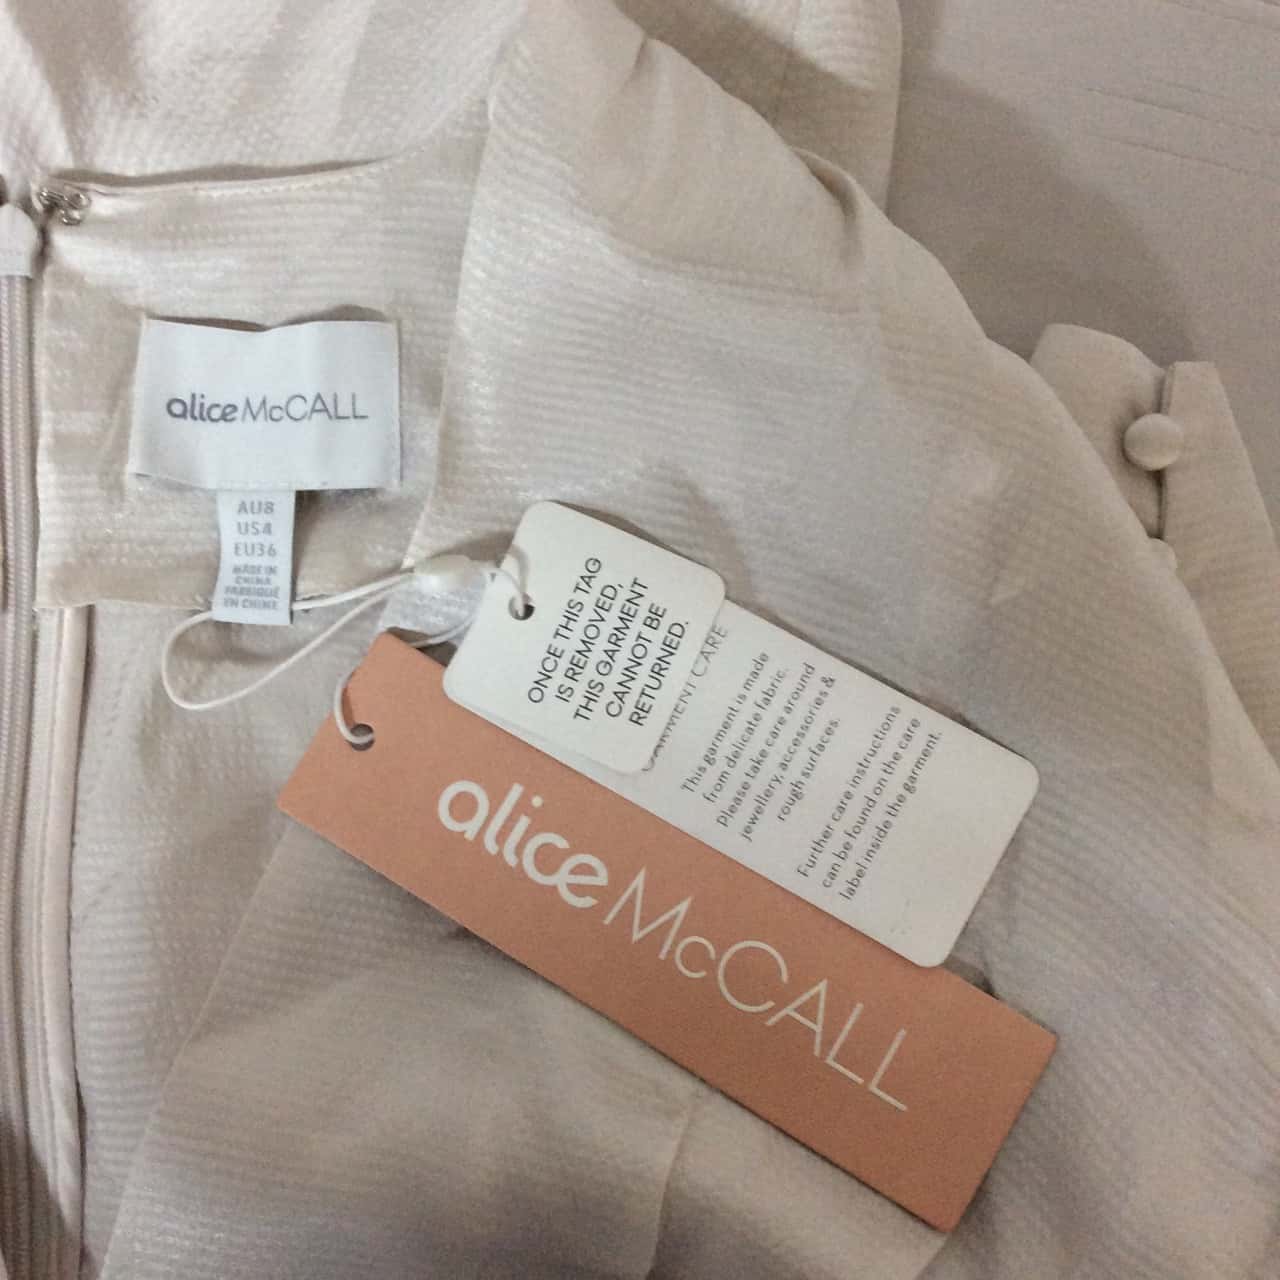 alice McCALL
AU8
US4
EU36
MADE IN
CHINA
FABRIQUÉ
EN CHINE
ONCE THIS TAG
IS REMOVED,
THIS GARMENT
CANNOT BE
RETURNED.
GARMENT CARE
This garment is made
from delicate fabric.
Please take care around
jewellery, accessories &
rough surfaces.
Further care instructions
can be found on the care
label inside the garment.
alice McCALL